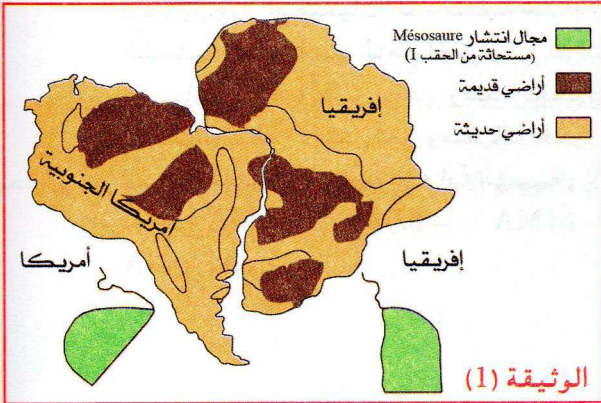 مجال انتشار Mésosaure
(مستحاثة من الحقب I)
أراضي قديمة
أراضي حديثة
إفريقيا
أمريكا الجنوبية
أمريكا
إفريقيا
الوثيقة (1)